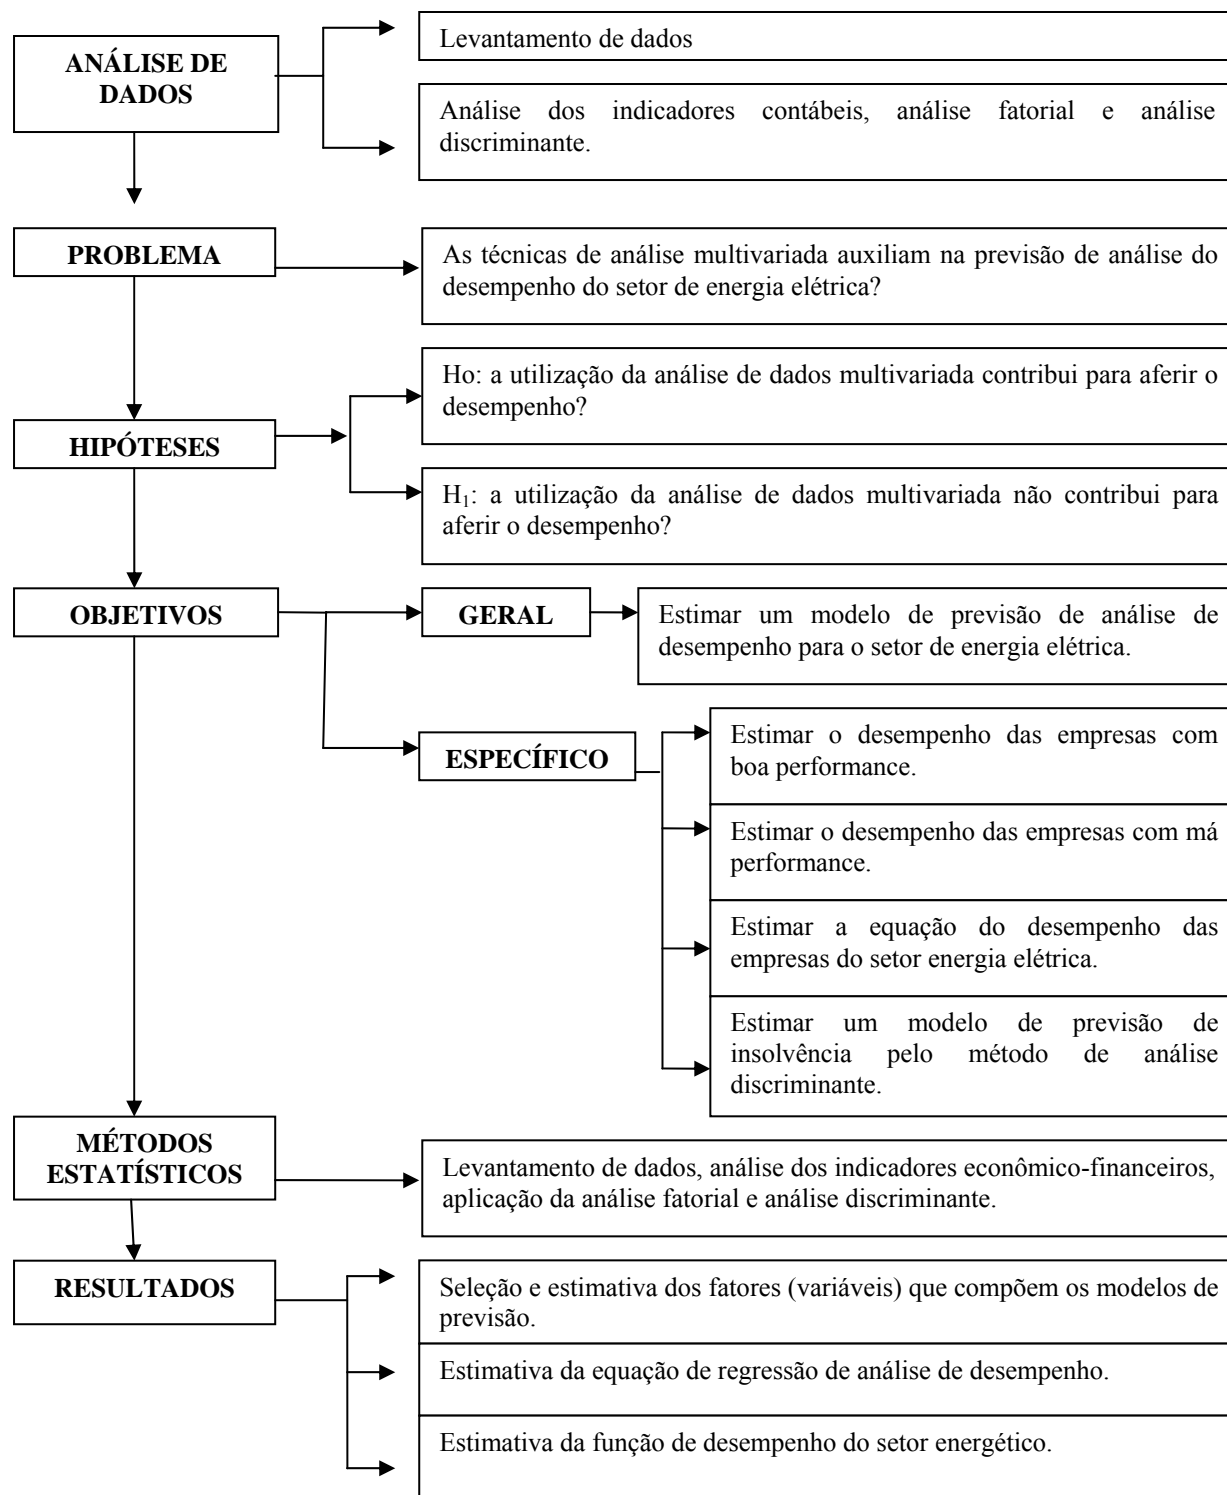 ANÁLISE DE
DADOS
Levantamento de dados
Análise dos indicadores contábeis, análise fatorial e análise
discriminante.
PROBLEMA
As técnicas de análise multivariada auxiliam na previsão de análise do
desempenho do setor de energia elétrica?
HIPÓTESES
Ho: a utilização da análise de dados multivariada contribui para aferir o
desempenho?
H₁: a utilização da análise de dados multivariada não contribui para
aferir o desempenho?
OBJETIVOS
GERAL
Estimar um modelo de previsão de análise de
desempenho para o setor de energia elétrica.
ESPECÍFICO
Estimar o desempenho das empresas com
boa performance.
Estimar o desempenho das empresas com má
performance.
Estimar a equação do desempenho das
empresas do setor energia elétrica.
Estimar um modelo de previsão de
insolvência pelo método de análise
discriminante.
MÉTODOS
ESTATÍSTICOS
Levantamento de dados, análise dos indicadores econômico-financeiros,
aplicação da análise fatorial e análise discriminante.
RESULTADOS
Seleção e estimativa dos fatores (variáveis) que compõem os modelos de
previsão.
Estimativa da equação de regressão de análise de desempenho.
Estimativa da função de desempenho do setor energético.